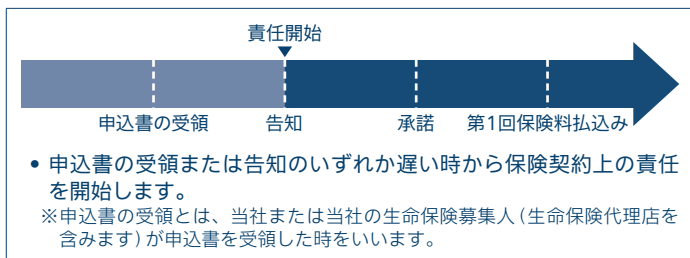 責任開始
申込書の受領 告知 承諾 第1回保険料払込み
● 申込書の受領または告知のいずれか遅い時から保険契約上の責任
を開始します。
※申込書の受領とは、当社または当社の生命保険募集人(生命保険代理店を
含みます)が申込書を受領した時をいいます。